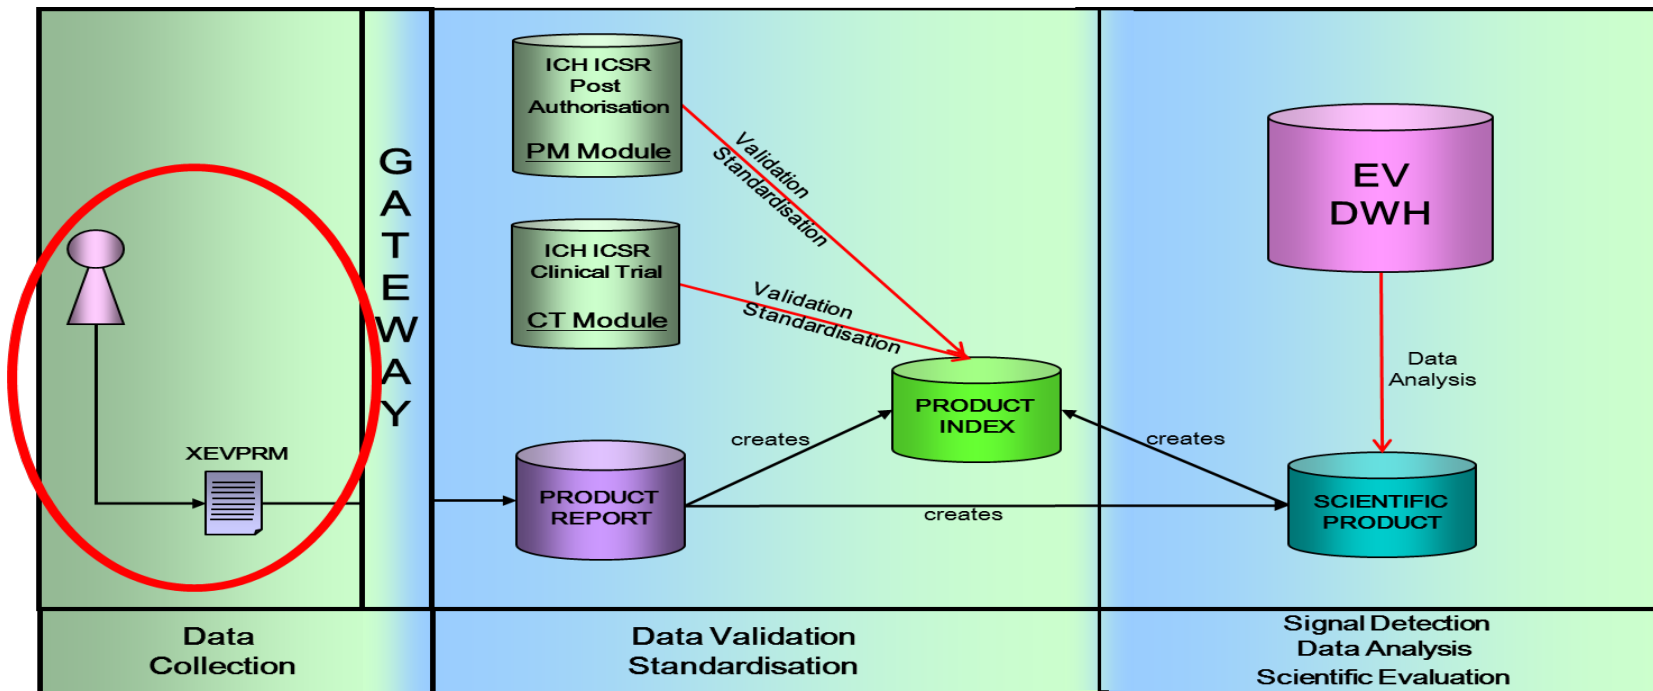 XEVPRM
GATEWAY
ICH ICSR
Post
Authorisation
PM Module
ICH ICSR
Clinical Trial
CT Module
Validation
Standardisation
Validation
Standardisation
PRODUCT
INDEX
creates
PRODUCT
REPORT
creates
creates
EV
DWH
Data
Analysis
SCIENTIFIC
PRODUCT
Data
Collection
Data Validation
Standardisation
Signal Detection
Data Analysis
Scientific Evaluation